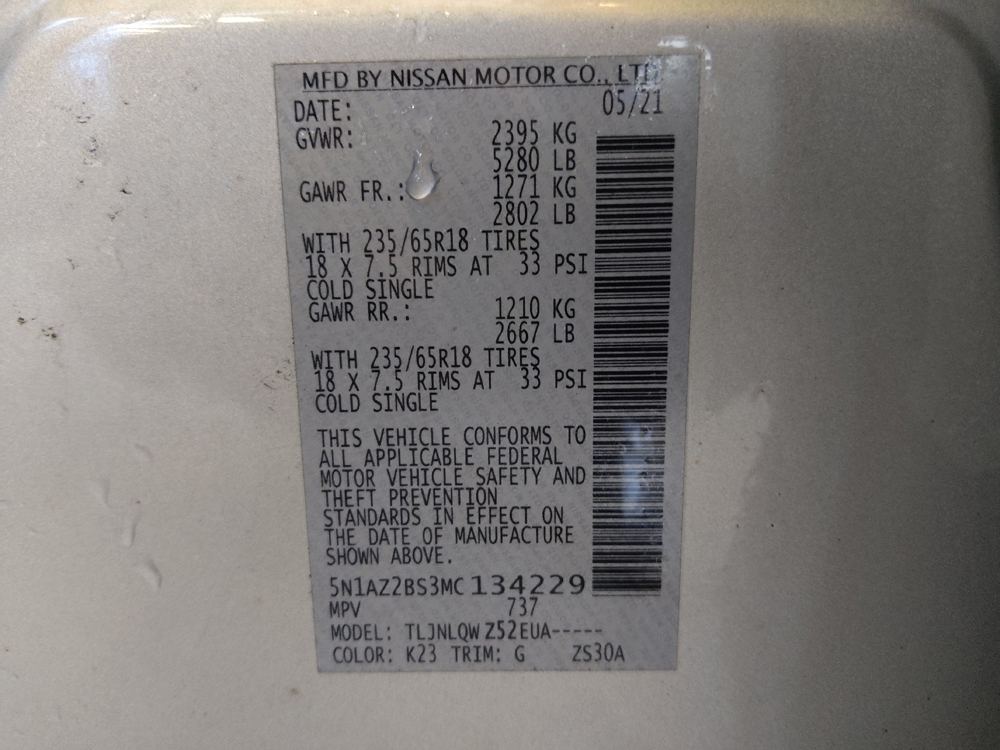 MFD BY NISSAN MOTOR CO., LTD.
DATE: 05/21
GVWR: 2395 KG
5280 LB
GAWR FR.: 1271 KG
2802 LB
WITH 235/65R18 TIRES
18 X 7.5 RIMS AT 33 PSI
COLD SINGLE
GAWR RR.: 1210 KG
2667 LB
WITH 235/65R18 TIRES
18 X 7.5 RIMS AT 33 PSI
COLD SINGLE
THIS VEHICLE CONFORMS TO
ALL APPLICABLE FEDERAL
MOTOR VEHICLE SAFETY AND
THEFT PREVENTION
STANDARDS IN EFFECT ON
THE DATE OF MANUFACTURE
SHOWN ABOVE.
5N1AZ2BS3MC134229
MPV 737
MODEL: TLJNLQWZ52EUA-----
COLOR: K23 TRIM: G ZS30A